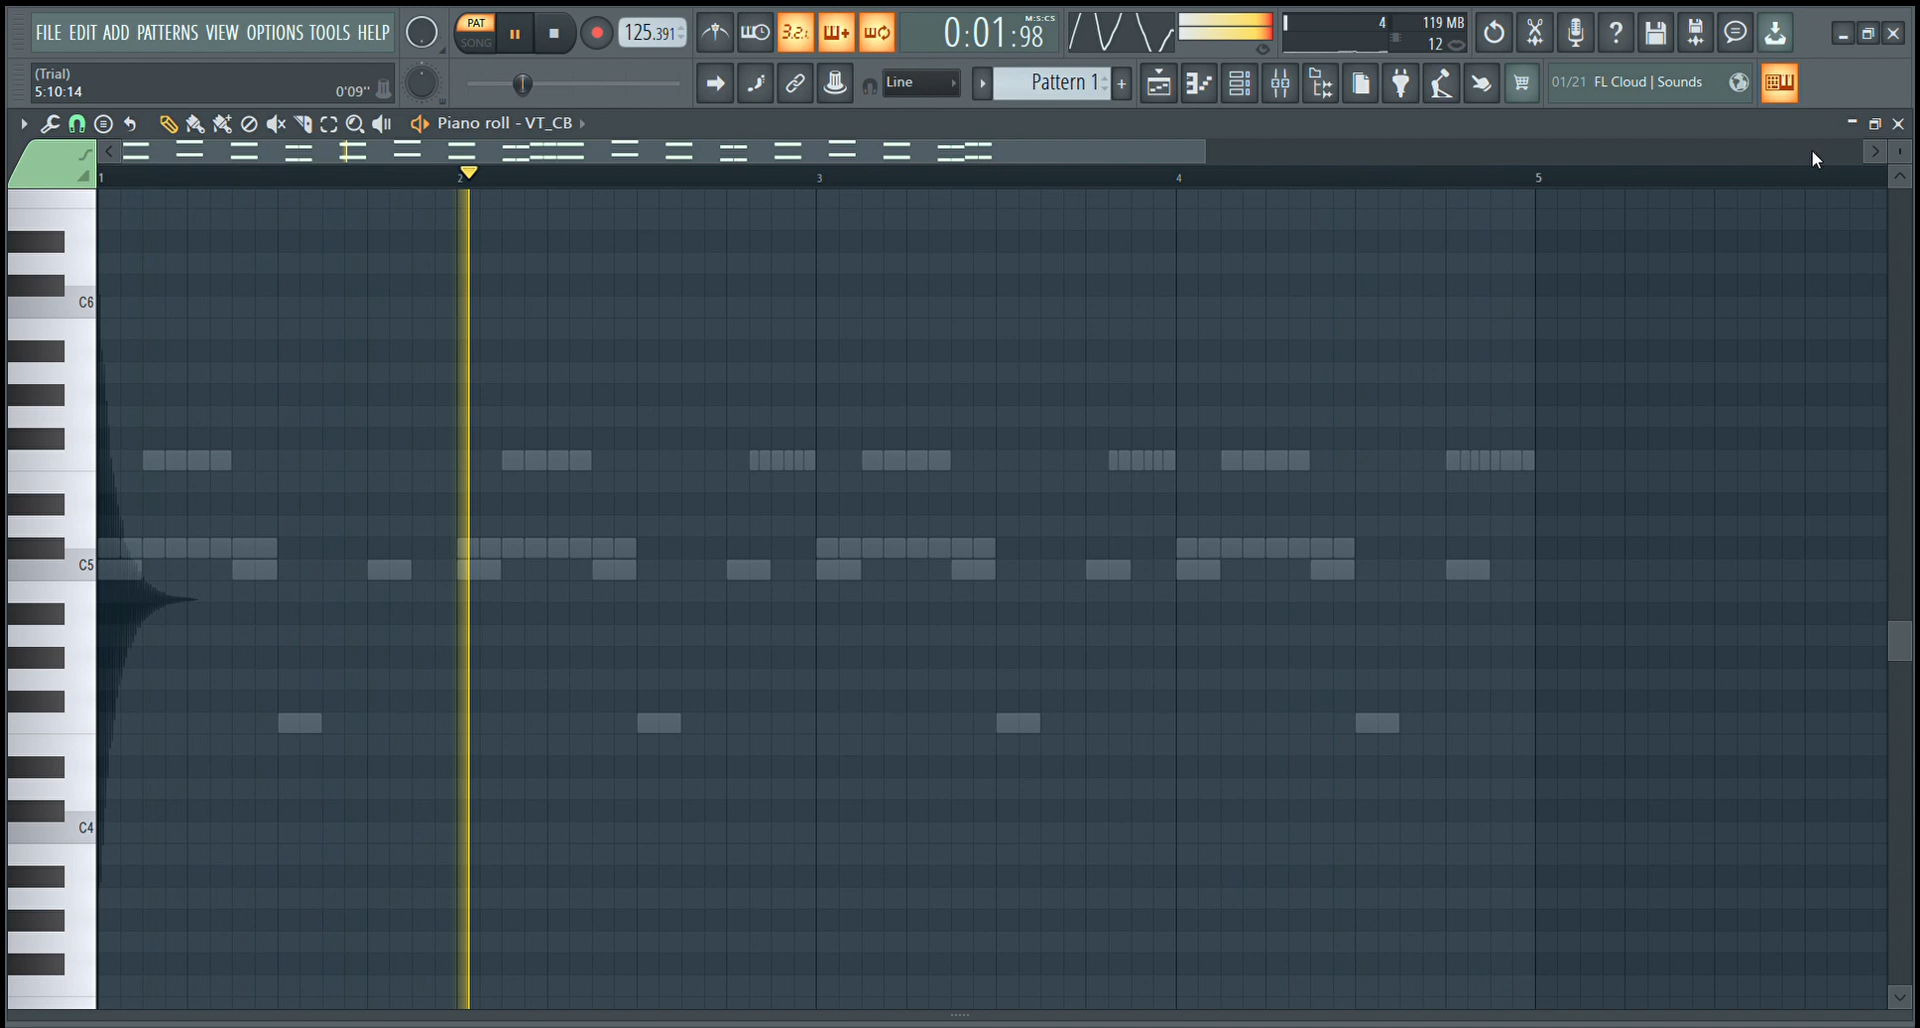 FILE EDIT ADD PATTERNS VIEW OPTIONS TOOLS HELP
PAT
SONG
125.391
3.2.
0:01:98
M:S:CS
4
119 MB
12
(Trial)
5:10:14
0'09"
Line
Pattern 1
+
01/21 FL Cloud | Sounds
Piano roll - VT_CB
1
2
3
4
5
C6
C5
C4